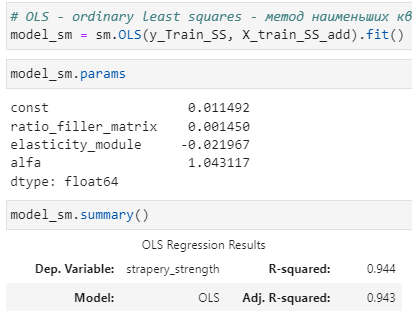 # OLS - ordinary Least squares - метод наименьших кв
model_sm = sm.OLS(y_Train_SS, X_train_SS_add).fit()
model_sm.params
const 0.011492
ratio_filler_matrix 0.001450
elasticity_module -0.021967
alfa 1.043117
dtype: float64
model_sm.summary()
OLS Regression Results
Dep. Variable: strapery_strength R-squared: 0.944
Model: OLS Adj. R-squared: 0.943